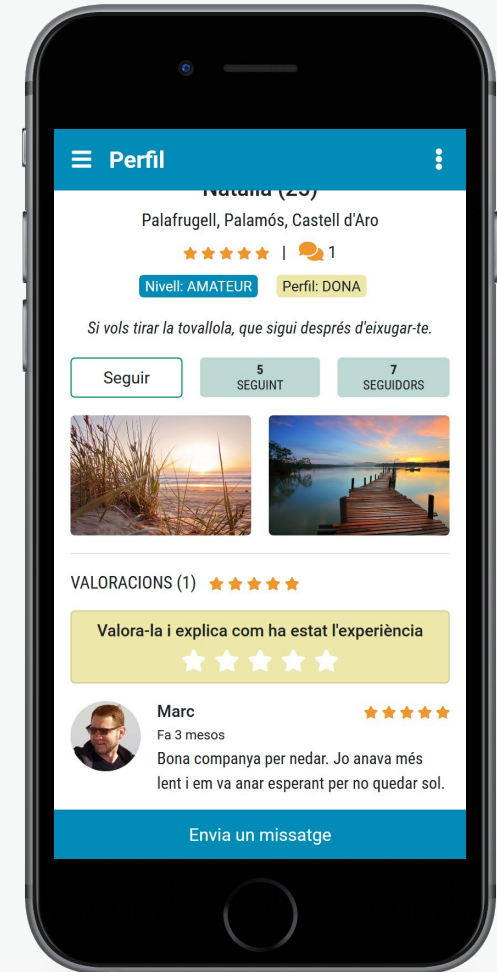 Perfil
Natalia (25)
Palafrugell, Palamós, Castell d'Aro
| 1
Nivell: AMATEUR Perfil: DONA
Si vols tirar la tovallola, que sigui després d'eixugar-te.
Seguir
5
SEGUINT
7
SEGUIDORS
VALORACIONS (1)
Valora-la i explica com ha estat l'experiència
Marc
Fa 3 mesos
Bona companya per nedar. Jo anava més
lent i em va anar esperant per no quedar sol.
Envia un missatge